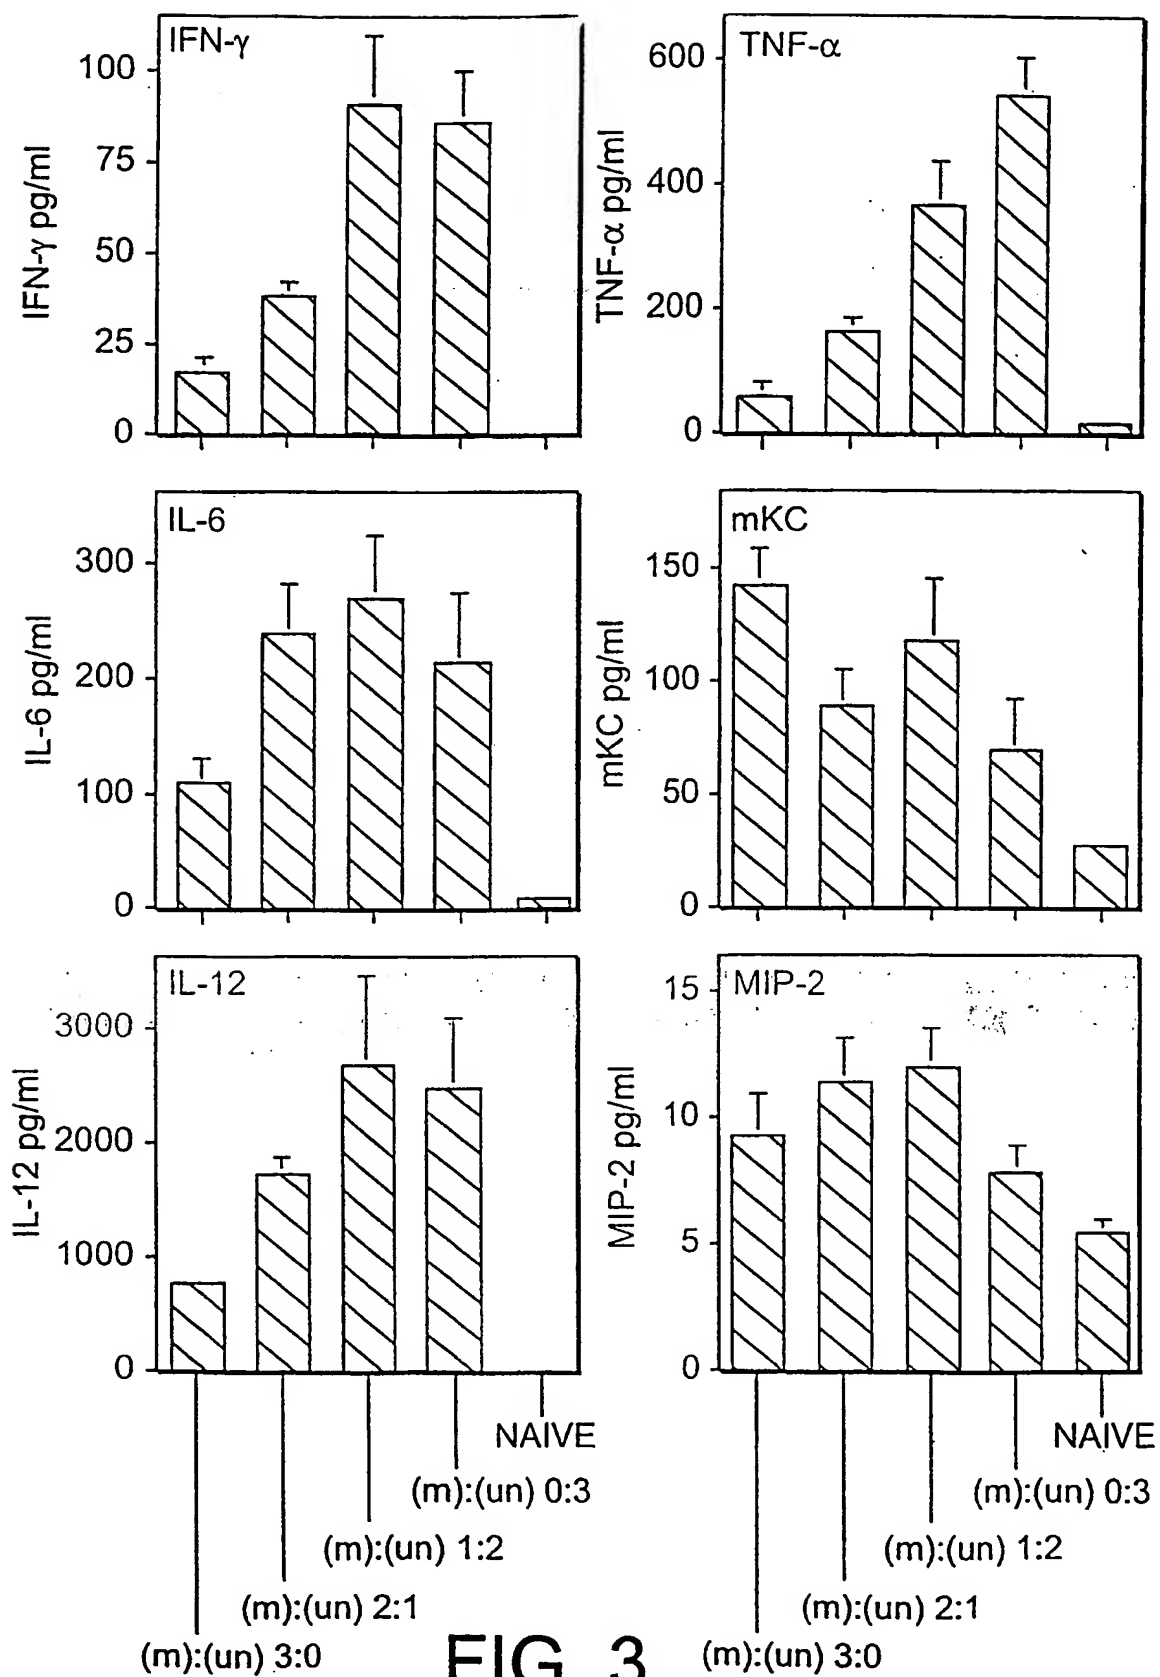 IFN-γ
100
75
50
25
0
IFN-γ pg/ml
TNF-α
600
400
200
0
TNF-α pg/ml
IL-6
300
200
100
0
IL-6 pg/ml
mKC
150
100
50
0
mKC pg/ml
IL-12
3000
2000
1000
0
IL-12 pg/ml
MIP-2
15
10
5
0
MIP-2 pg/ml
NAIVE
(m):(un) 0:3
(m):(un) 1:2
(m):(un) 2:1
(m):(un) 3:0
NAIVE
(m):(un) 0:3
(m):(un) 1:2
(m):(un) 2:1
(m):(un) 3:0
FIG. 3